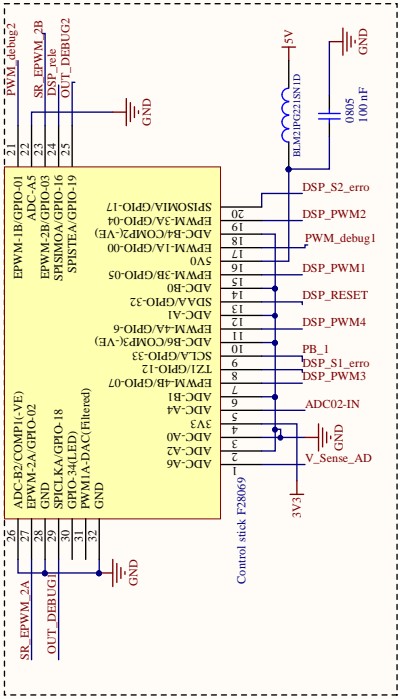 PWM_debug2
SR_EPWM_2B
DSP_rele
OUT_DEBUG2
GND
5V
GND
BLM21PG221SN1D
0805
100 nF
21
22
23
24
25
EPWM-1B/GPIO-01
ADC-A5
EPWM-2B/GPIO-03
SPISIMOA/GPIO-16
SPISTEA/GPIO-19
SPISOMIA/GPIO-17
20
DSP_S2_erro
EPWM-3A/GPIO-04
19
DSP_PWM2
ADC-B4/COMP2(-VE)
18
EPWM-1A/GPIO-00
17
PWM_debug1
5V0
16
EPWM-3B/GPIO-05
15
DSP_PWM1
ADC-B0
14
SDAA/GPIO-32
13
DSP_RESET
ADC-A1
12
EPWM-4A/GPIO-6
11
DSP_PWM4
ADC-B6/COMP3(-VE)
10
SCLA/GPIO-33
9
PB_1
TZ1/GPIO-12
8
DSP_S1_erro
EPWM-4B/GPIO-07
7
DSP_PWM3
ADC-B1
6
ADC-A4
5
ADC02-IN
3V3
4
ADC-A0
3
GND
ADC-A2
2
ADC-A6
1
V_Sense_AD
3V3
ADC-B2/COMP1(-VE)
EPWM-2A/GPIO-02
GND
SPICLKA/GPIO-18
GPIO-34(LED)
PWM1A-DAC(Filtered)
GND
26
27
28
29
30
31
32
Control stick F28069
GND
SR_EPWM_2A
OUT_DEBUG1